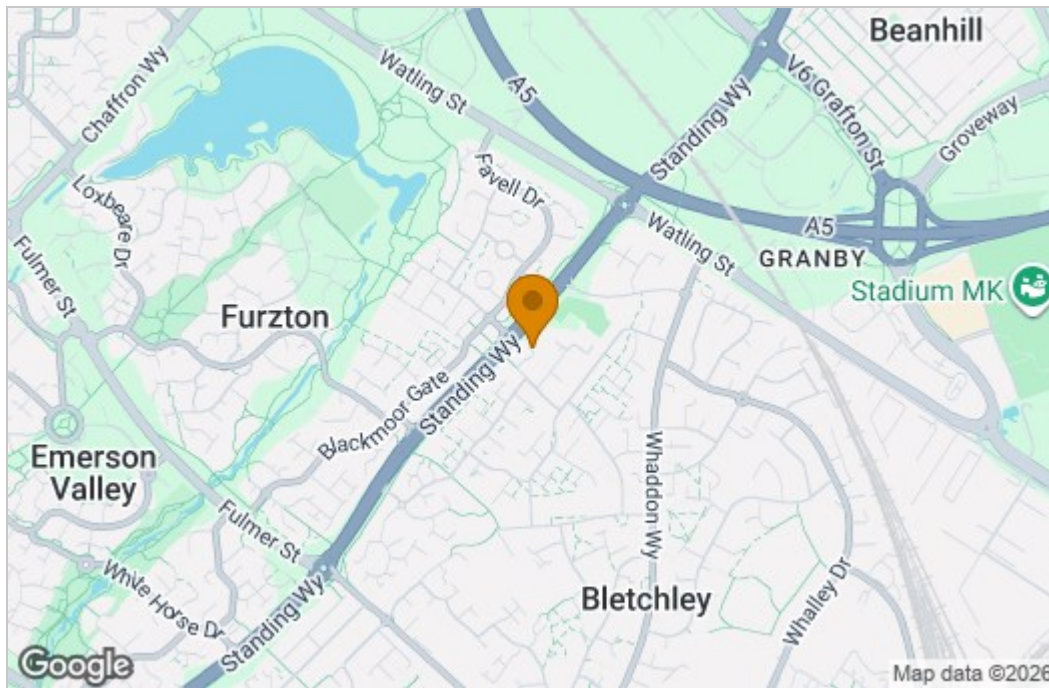 Beanhill
Chaffron Wy
Watling St
A5
Standing Wy
V6 Grafton St
Groveway
Favell Dr
Loxbeare Dr
Fulmer St
Watling St
A5
GRANBY
Stadium MK
Furzton
Standing Wy
Blackmoor Gate
Emerson
Valley
Whaddon Wy
Fulmer St
White Horse Dr
Standing Wy
Bletchley
Whalley Dr
Google
Map data ©2026